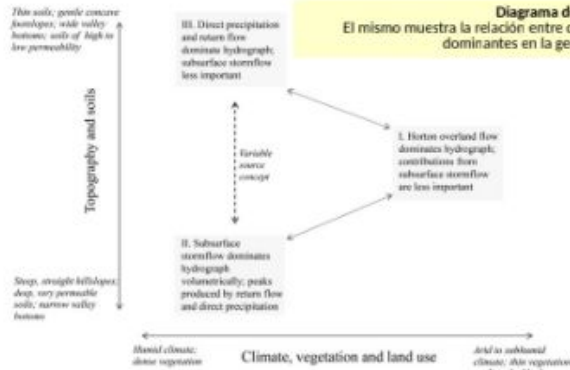 Thin soils; gentle concave
footslopes; wide valley
bottoms; soils of high to
low permeability
Diagrama d
El mismo muestra la relación entre
dominantes en la ge
III. Direct precipitation
and return flow
dominate hydrograph;
subsurface stormflow
less important
Topography and soils
Variable
source
concept
I. Horton overland flow
dominates hydrograph;
contributions from
subsurface stormflow
are less important
II. Subsurface
stormflow dominates
hydrograph
volumetrically; peaks
produced by return flow
and direct precipitation
Steep, straight hillslopes;
deep, very permeable
soils; narrow valley
bottoms
Humid climate;
dense vegetation
Climate, vegetation and land use
Arid to subhumid
climate; thin vegetation